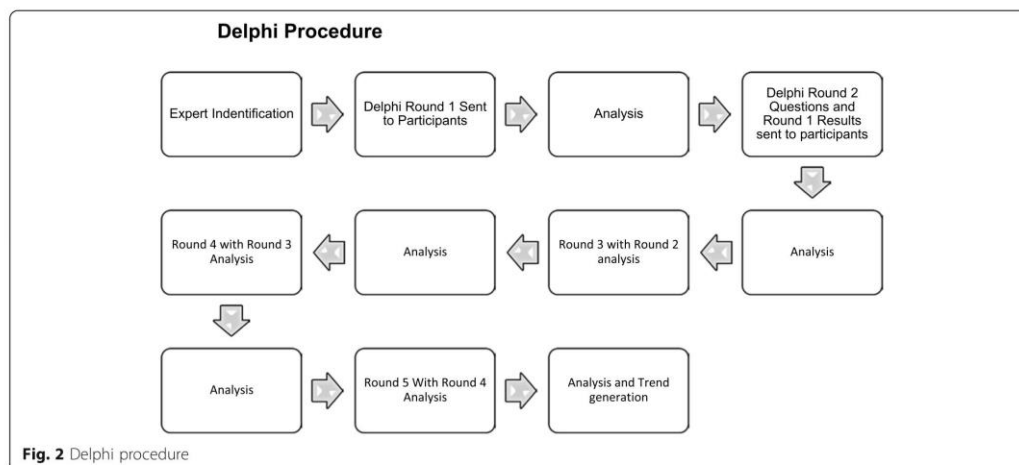 Delphi Procedure
Expert Indentification
Delphi Round 1 Sent
to Participants
Analysis
Delphi Round 2
Questions and
Round 1 Results
sent to participants
Analysis
Round 3 with Round 2
analysis
Analysis
Round 4 with Round 3
Analysis
Analysis
Round 5 With Round 4
Analysis
Analysis and Trend
generation
Fig. 2 Delphi procedure